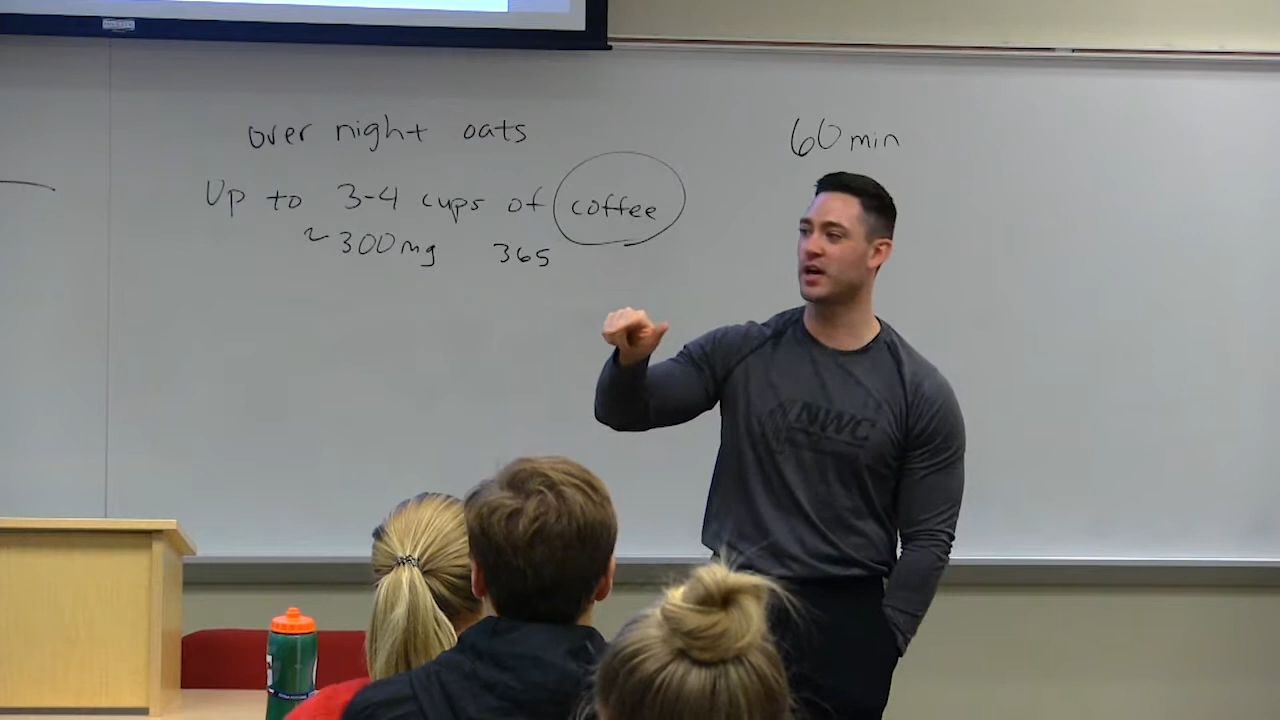 over night oats
60 min
Up to 3-4 cups of coffee
~300mg 365
NWC